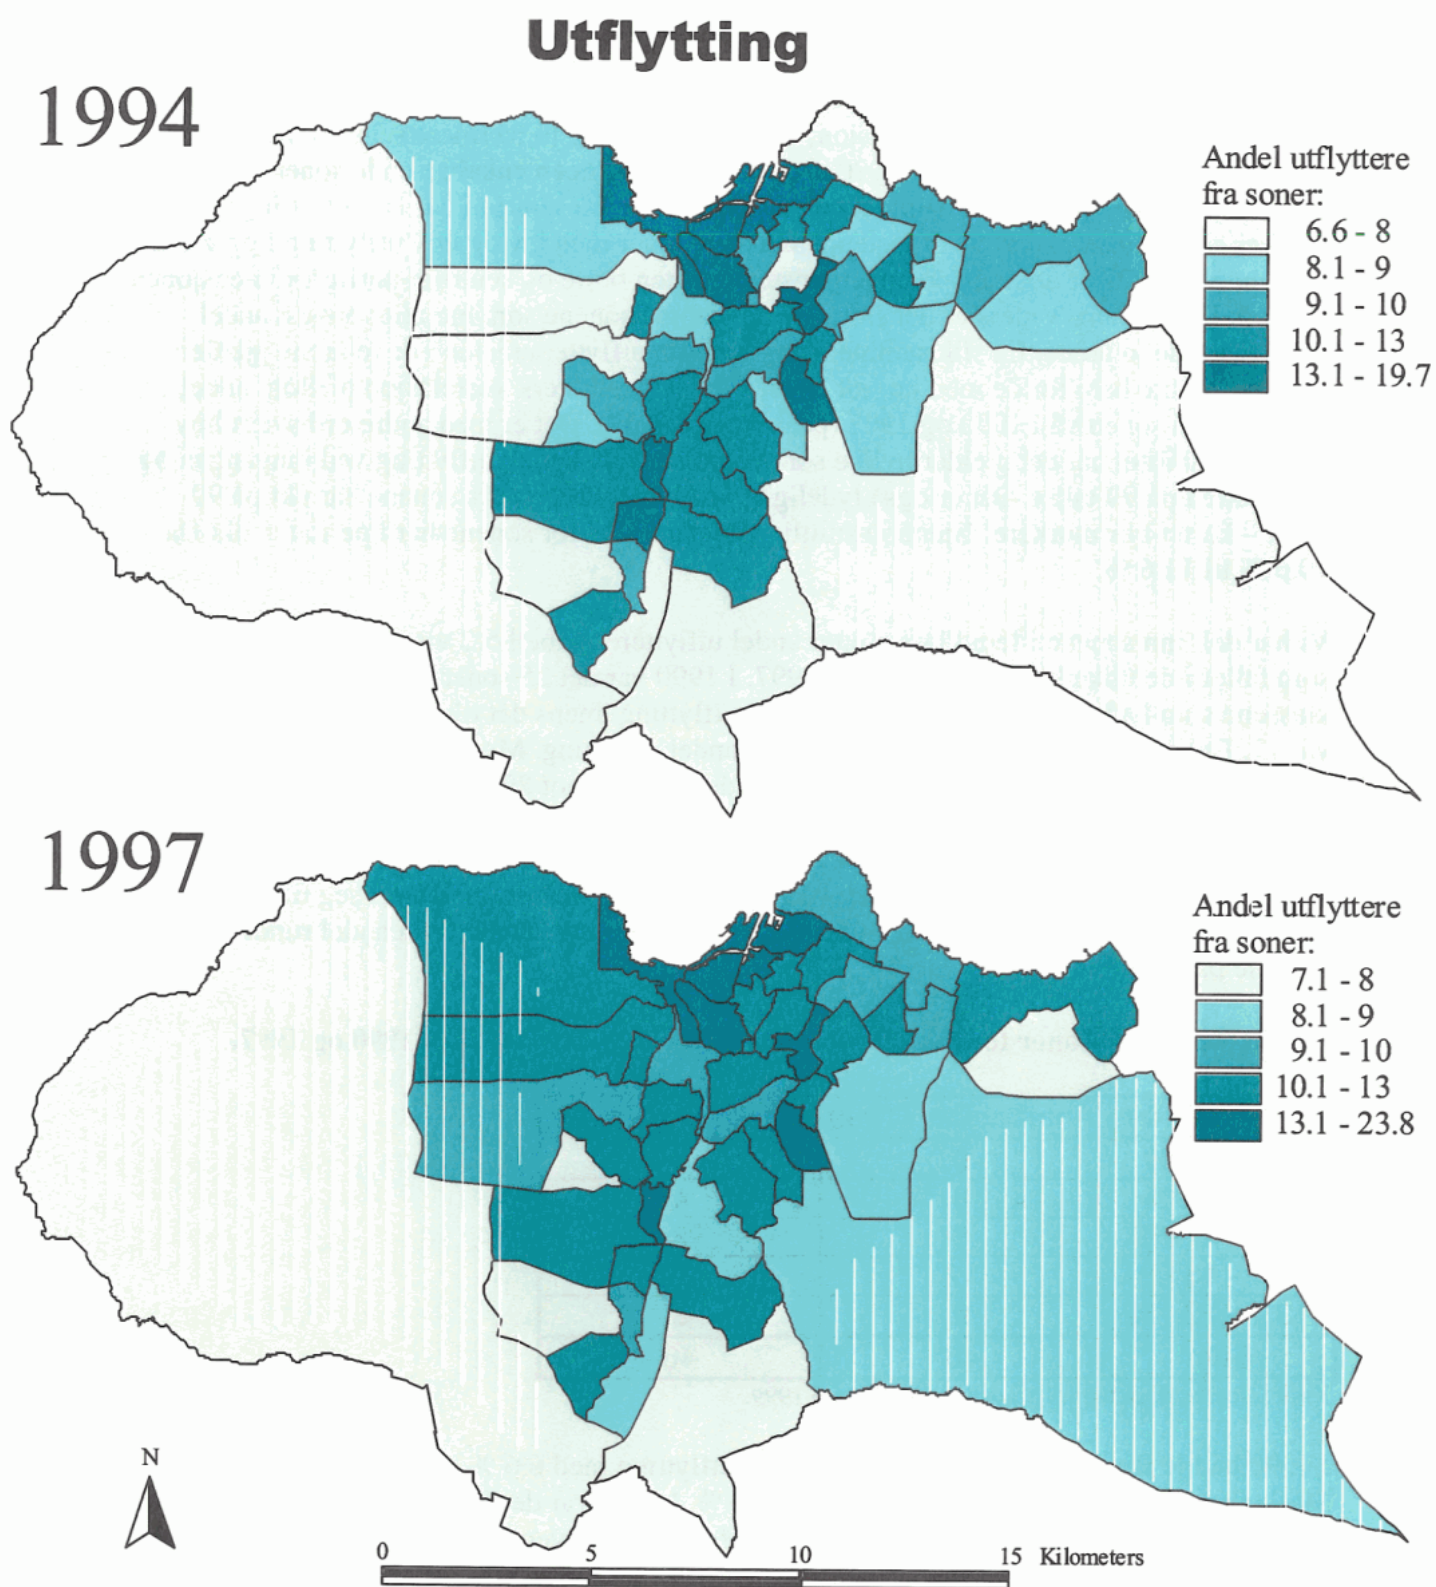 Utflytting
1994
Andel utflyttere
fra soner:
6.6 - 8
8.1 - 9
9.1 - 10
10.1 - 13
13.1 - 19.7
1997
Andel utflyttere
fra soner:
7.1 - 8
8.1 - 9
9.1 - 10
10.1 - 13
13.1 - 23.8
N
0 5 10 15 Kilometers